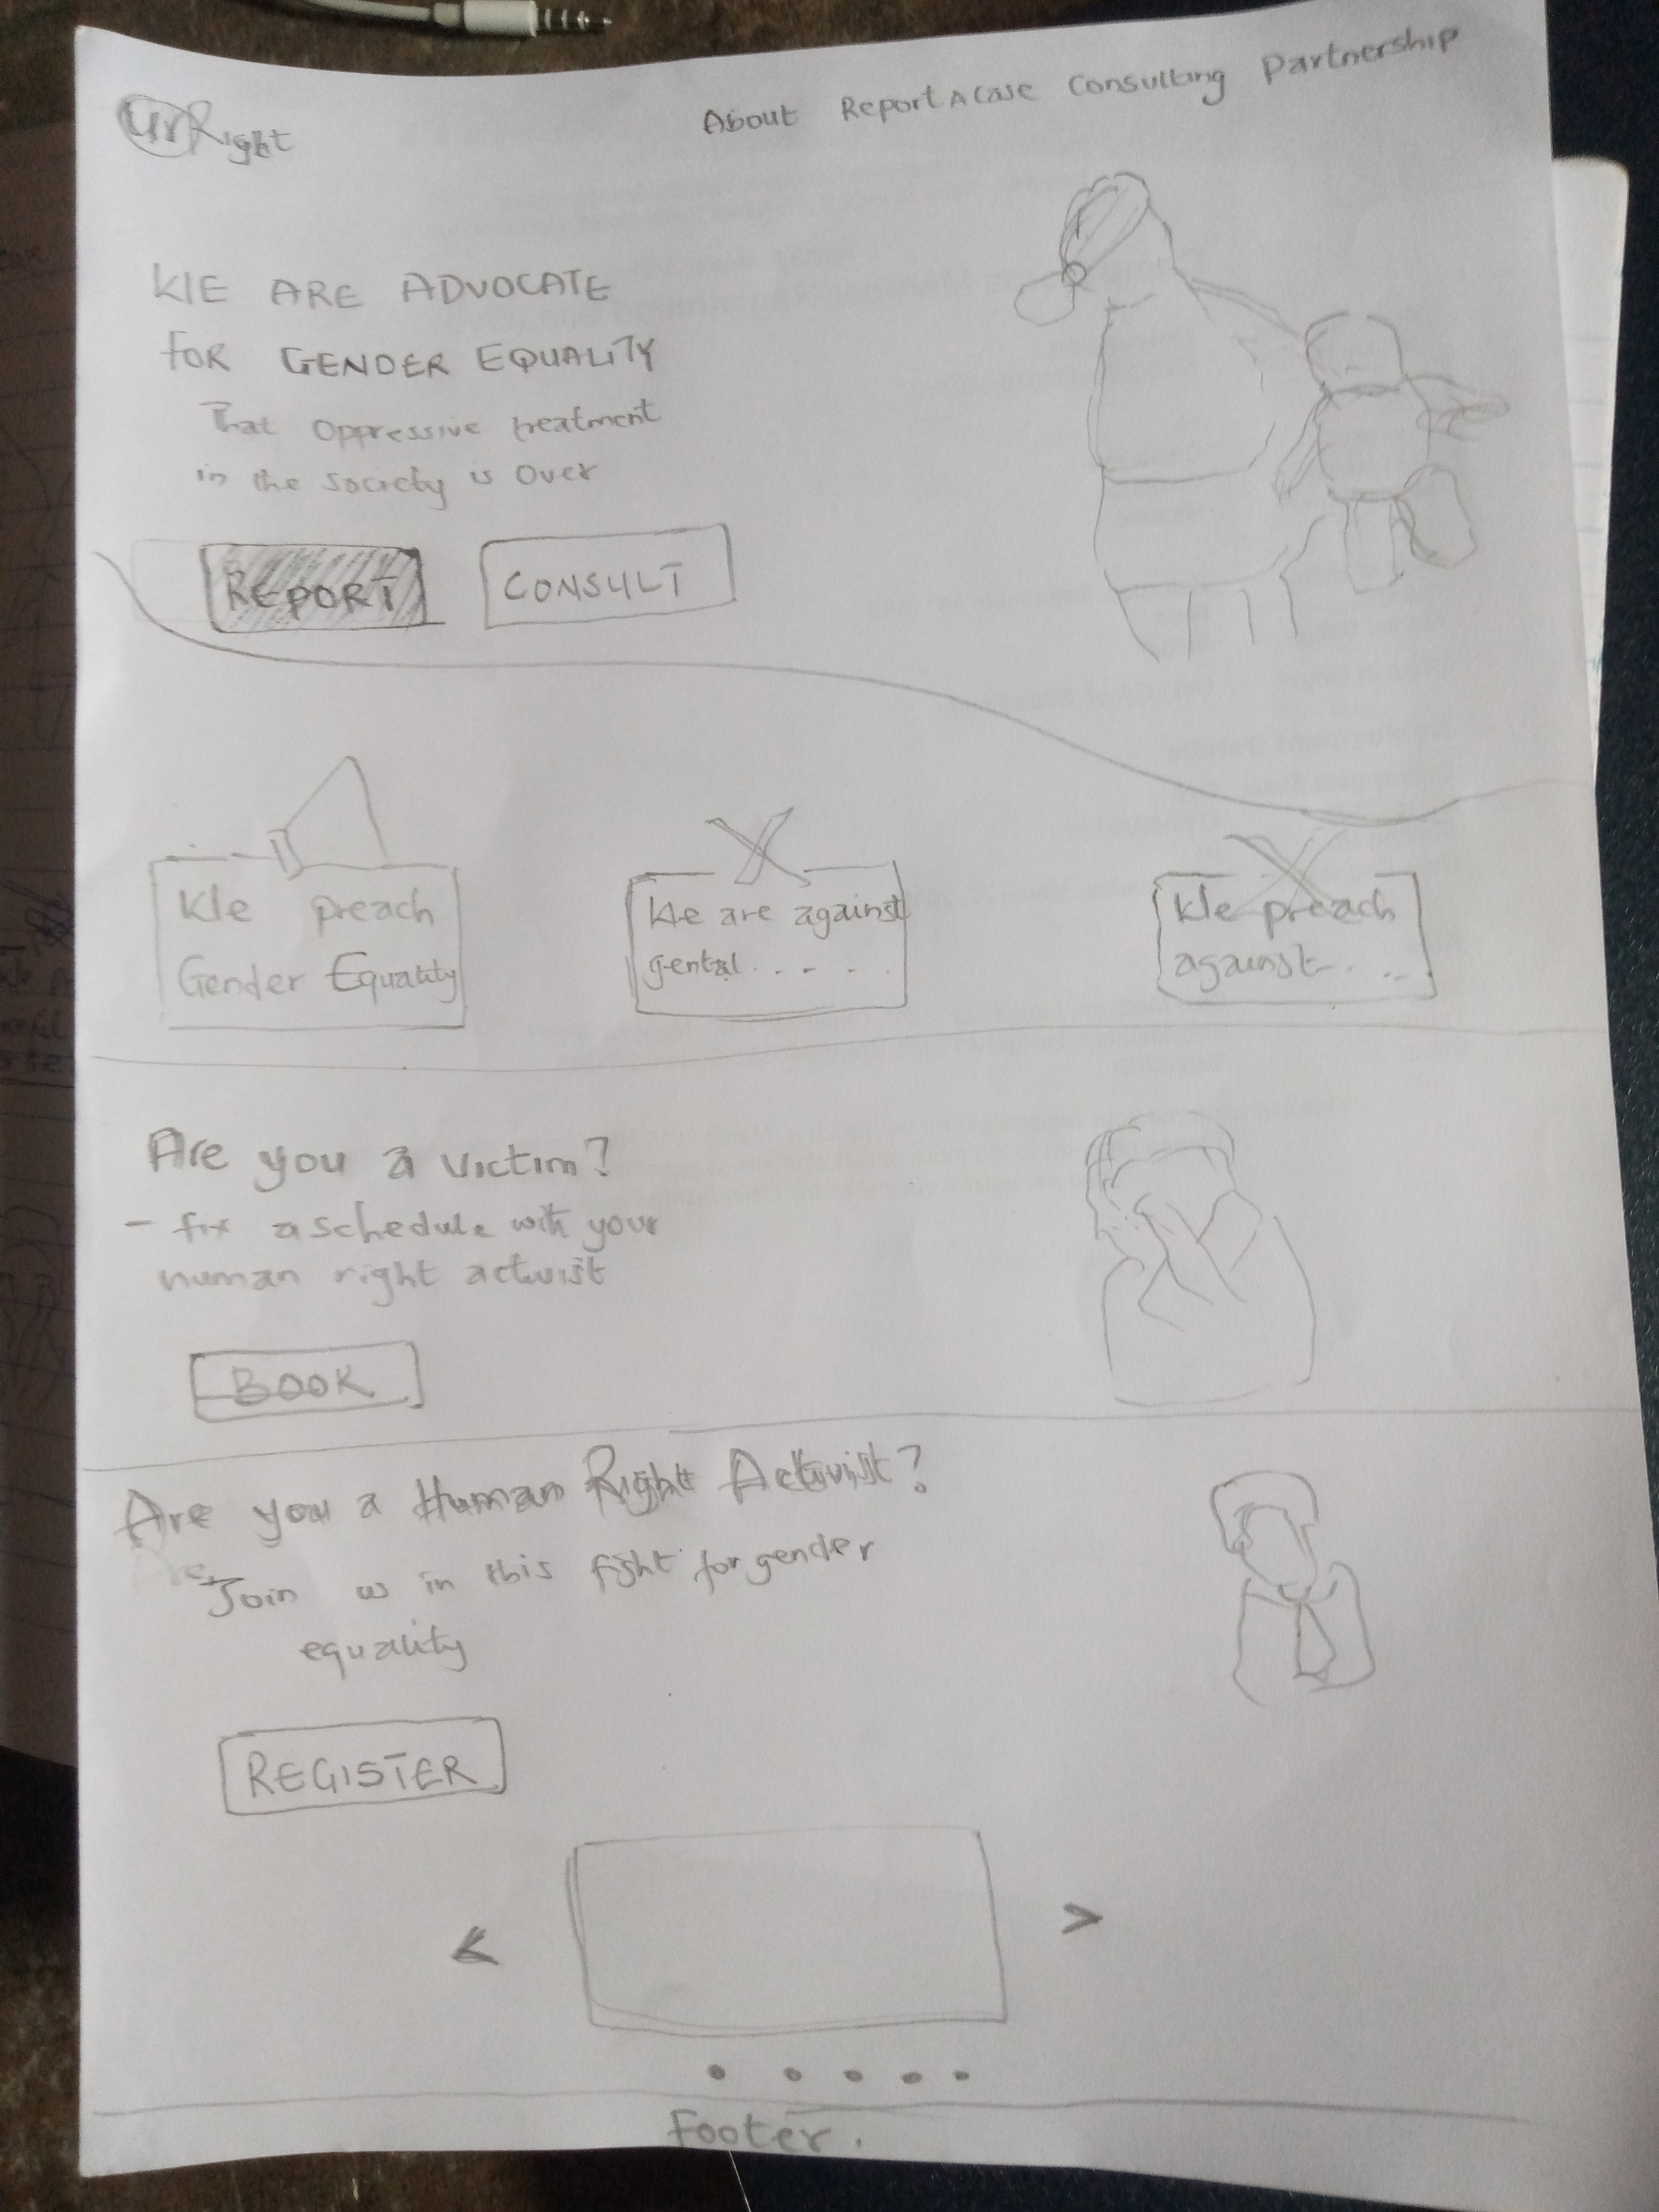 UrRight
About Report A Case Consulting Partnership
WE ARE ADVOCATE
FOR GENDER EQUALITY
That oppressive treatment
in the society is over
REPORT
CONSULT
We preach
Gender Equality
We are against
genital . . . .
We preach
against . . .
Are you a victim?
- fix a schedule with your
human right activist
BOOK
Are you a Human Right Activist?
Are
Join us in this fight for gender
equality
REGISTER
<
>
Footer.